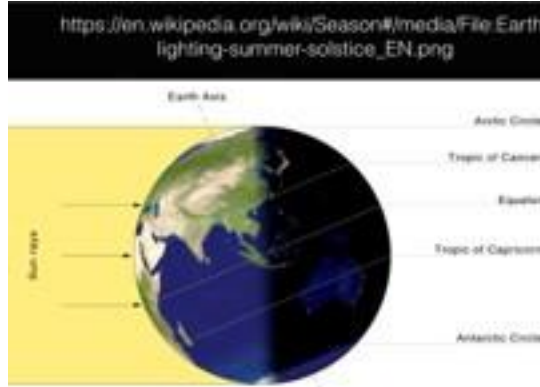 https://en.wikipedia.org/wiki/Season#/media/File:Earth-
lighting-summer-solstice_EN.png
Earth Axis
Arctic Circle
Tropic of Cancer
Equator
Sun rays
Tropic of Capricorn
Antarctic Circle